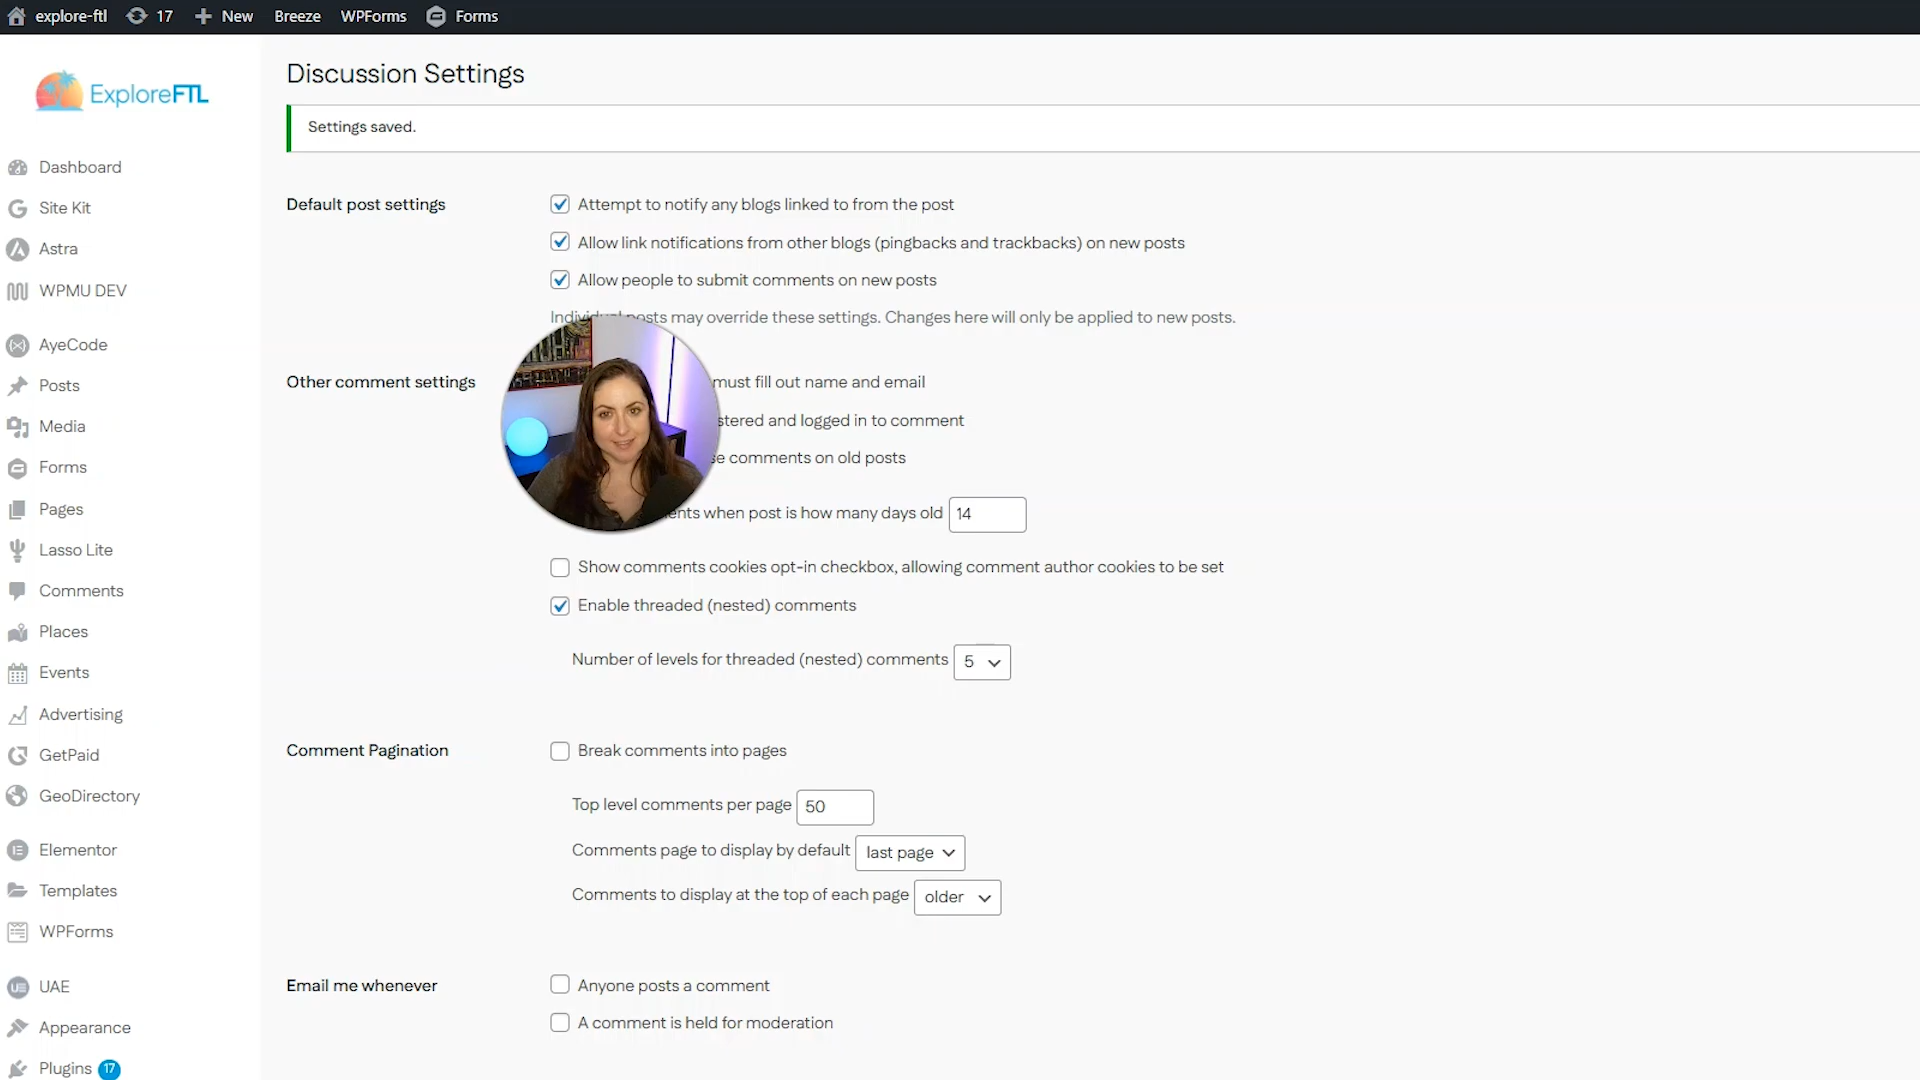 explore-ftl 17 New Breeze WPForms Forms
ExploreFTL
Dashboard
Site Kit
Astra
WPMU DEV
AyeCode
Posts
Media
Forms
Pages
Lasso Lite
Comments
Places
Events
Advertising
GetPaid
GeoDirectory
Elementor
Templates
WPForms
UAE
Appearance
Plugins 17
Discussion Settings
Settings saved.
Default post settings
Attempt to notify any blogs linked to from the post
Allow link notifications from other blogs (pingbacks and trackbacks) on new posts
Allow people to submit comments on new posts
Individual posts may override these settings. Changes here will only be applied to new posts.
Other comment settings
must fill out name and email
and logged in to comment
comments on old posts
when post is how many days old 14
Show comments cookies opt-in checkbox, allowing comment author cookies to be set
Enable threaded (nested) comments
Number of levels for threaded (nested) comments 5
Comment Pagination
Break comments into pages
Top level comments per page 50
Comments page to display by default last page
Comments to display at the top of each page older
Email me whenever
Anyone posts a comment
A comment is held for moderation